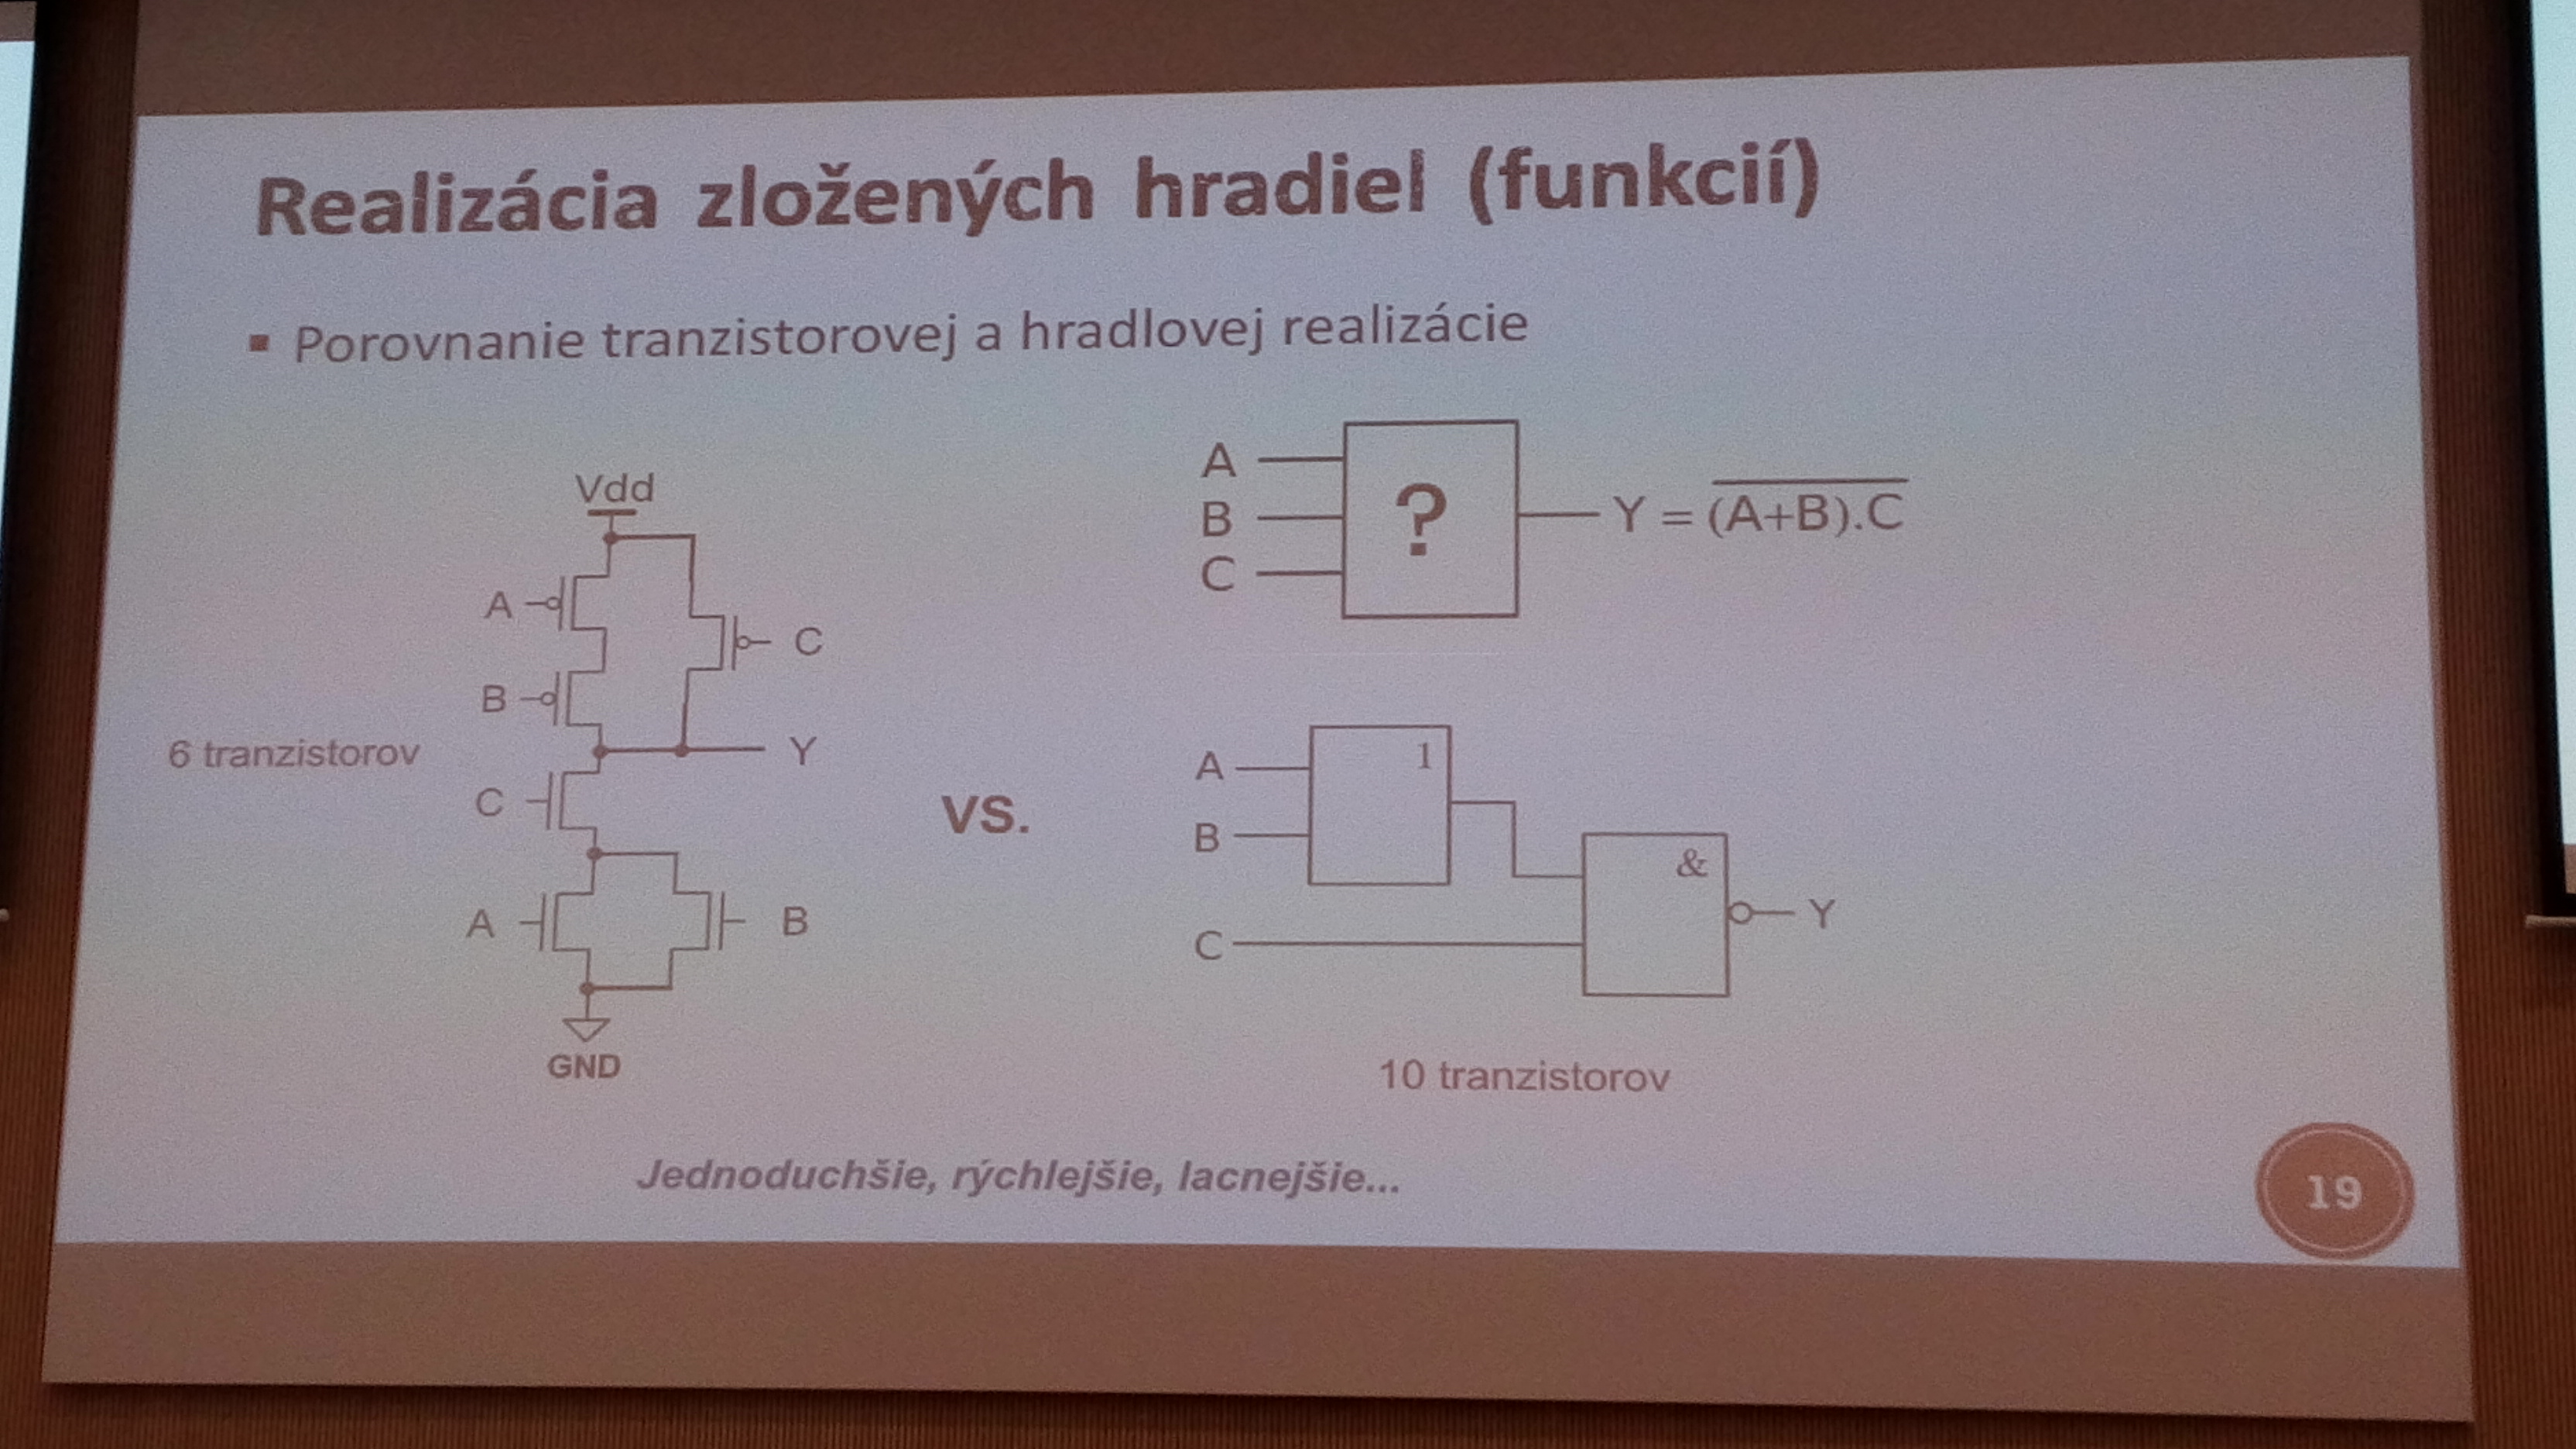 Realizácia zložených hradiel (funkcií)
▪ Porovnanie tranzistorovej a hradlovej realizácie
Vdd
A
B
C
6 tranzistorov
Y
C
A
B
GND
VS.
A
B
C
?
Y = \overline{(A+B).C}
A
B
C
1
&
Y
10 tranzistorov
Jednoduchšie, rýchlejšie, lacnejšie...
19